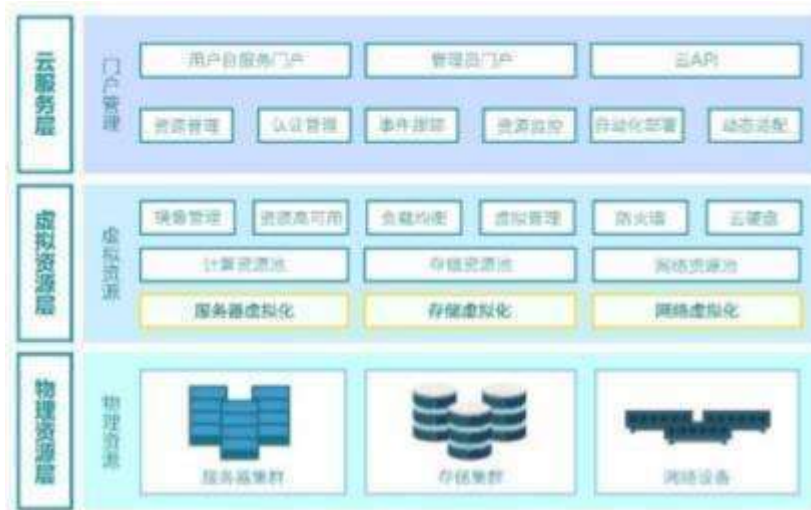 云服务层
门户管理
用户自服务门户 管理员门户 云API
资源管理 认证管理 事件跟踪 资源监控 自动化部署 动态适配
虚拟资源层
虚拟资源
镜像管理 资源高可用 负载均衡 虚拟管理 防火墙 云硬盘
计算资源池 存储资源池 网络资源池
服务器虚拟化 存储虚拟化 网络虚拟化
物理资源层
物理资源
服务器集群 存储集群 网络设备